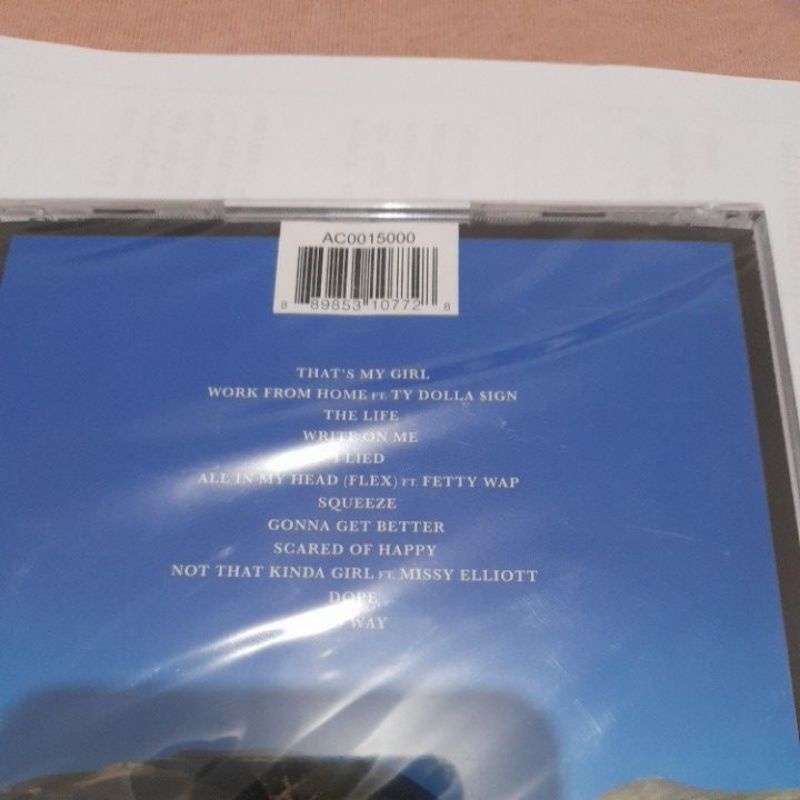 AC0015000
8 89853 10772 8
THAT'S MY GIRL
WORK FROM HOME FT. TY DOLLA $IGN
THE LIFE
WRITE ON ME
I LIED
ALL IN MY HEAD (FLEX) FT. FETTY WAP
SQUEEZE
GONNA GET BETTER
SCARED OF HAPPY
NOT THAT KINDA GIRL FT. MISSY ELLIOTT
DOPE
WAY